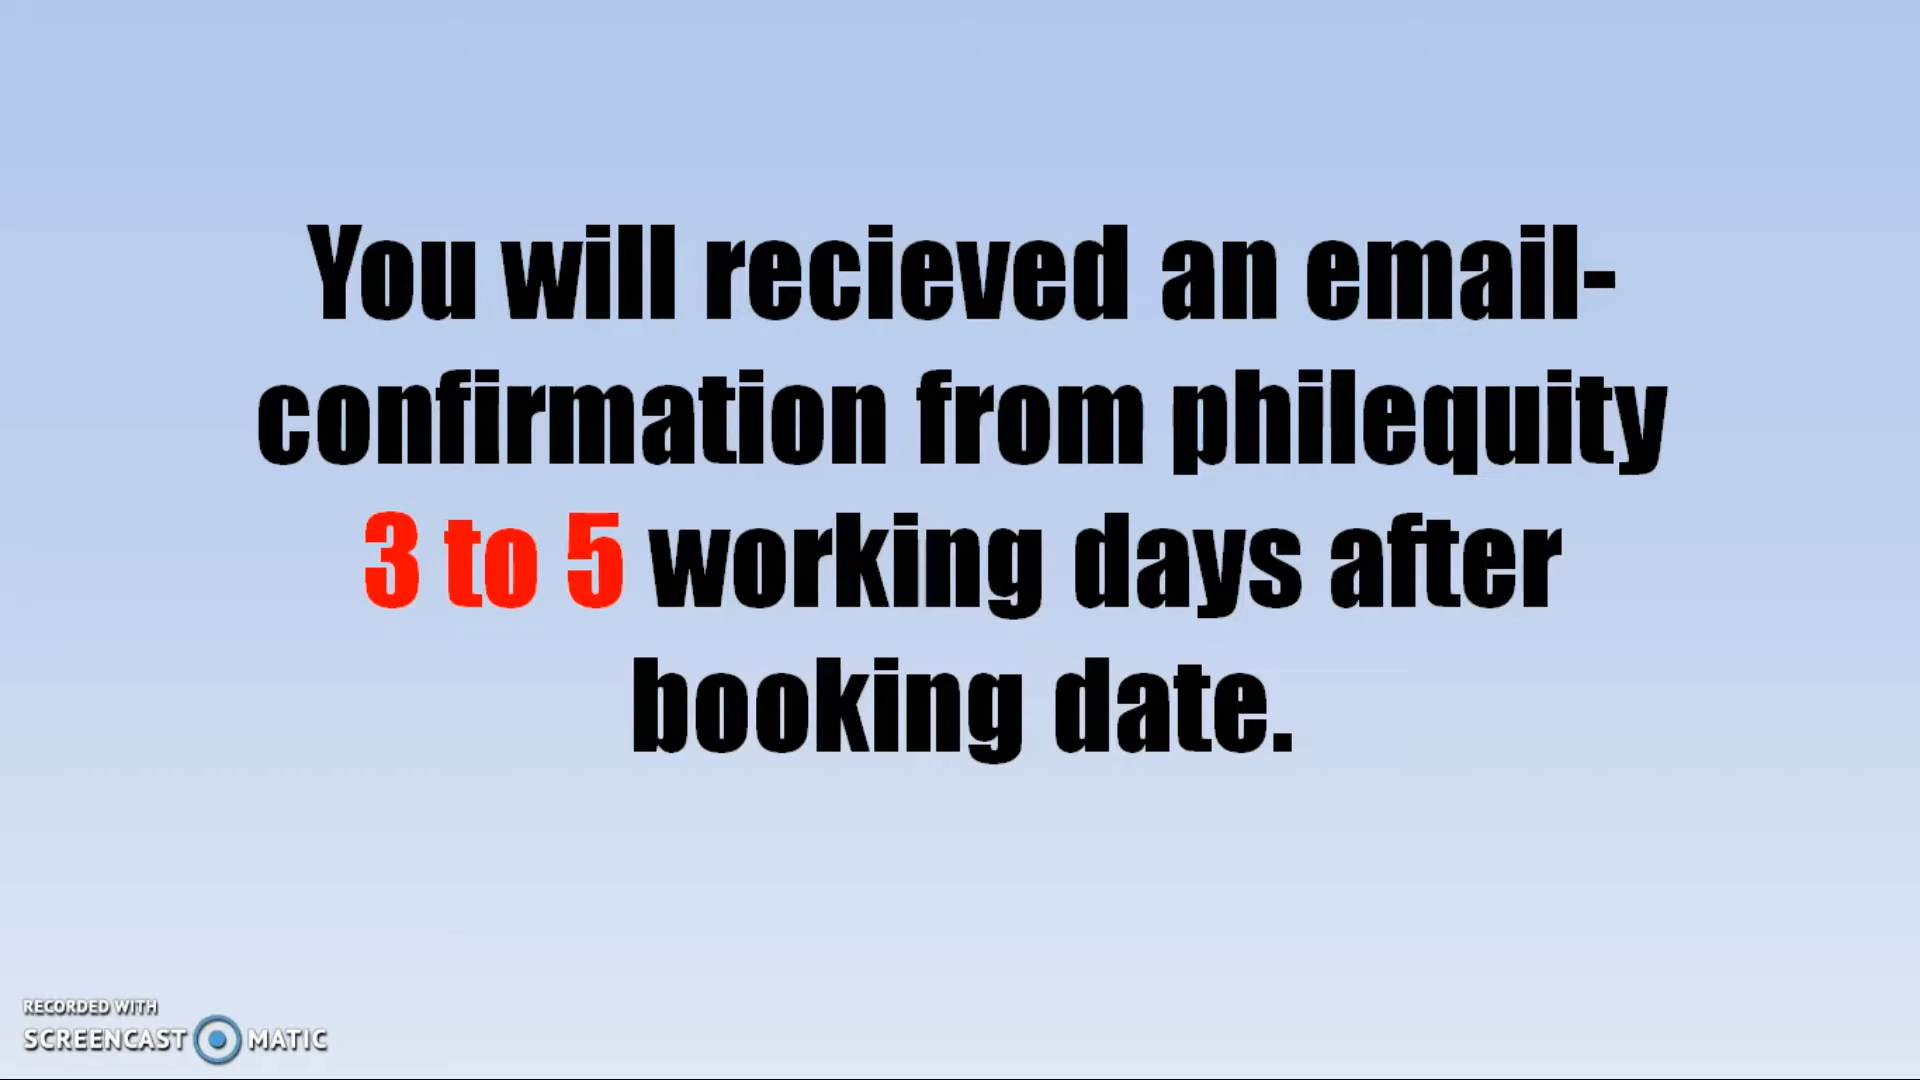 You will recieved an email-
confirmation from philequity
3 to 5 working days after
booking date.
RECORDED WITH
SCREENCAST MATIC